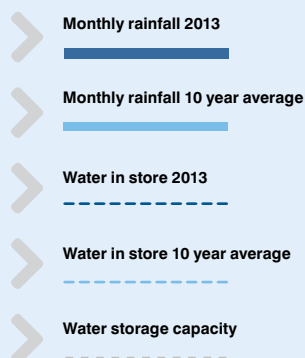 Monthly rainfall 2013
Monthly rainfall 10 year average
Water in store 2013
Water in store 10 year average
Water storage capacity